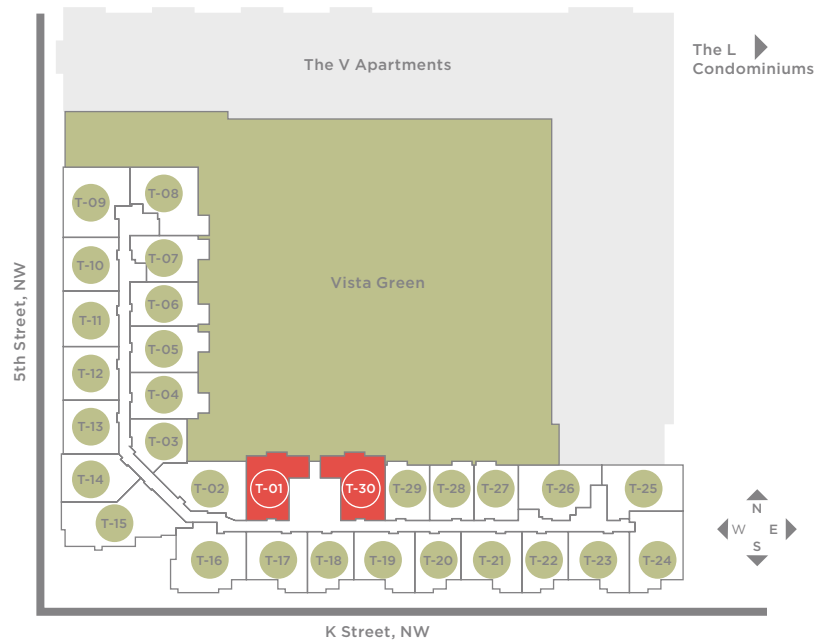 The V Apartments
The L
Condominiums
T-08
T-09
T-07
T-10
Vista Green
T-06
T-11
5th Street, NW
T-05
T-12
T-04
T-13
T-03
T-14
T-02
T-01
T-30
T-29
T-28
T-27
T-26
T-25
T-15
N
W
E
S
T-16
T-17
T-18
T-19
T-20
T-21
T-22
T-23
T-24
K Street, NW